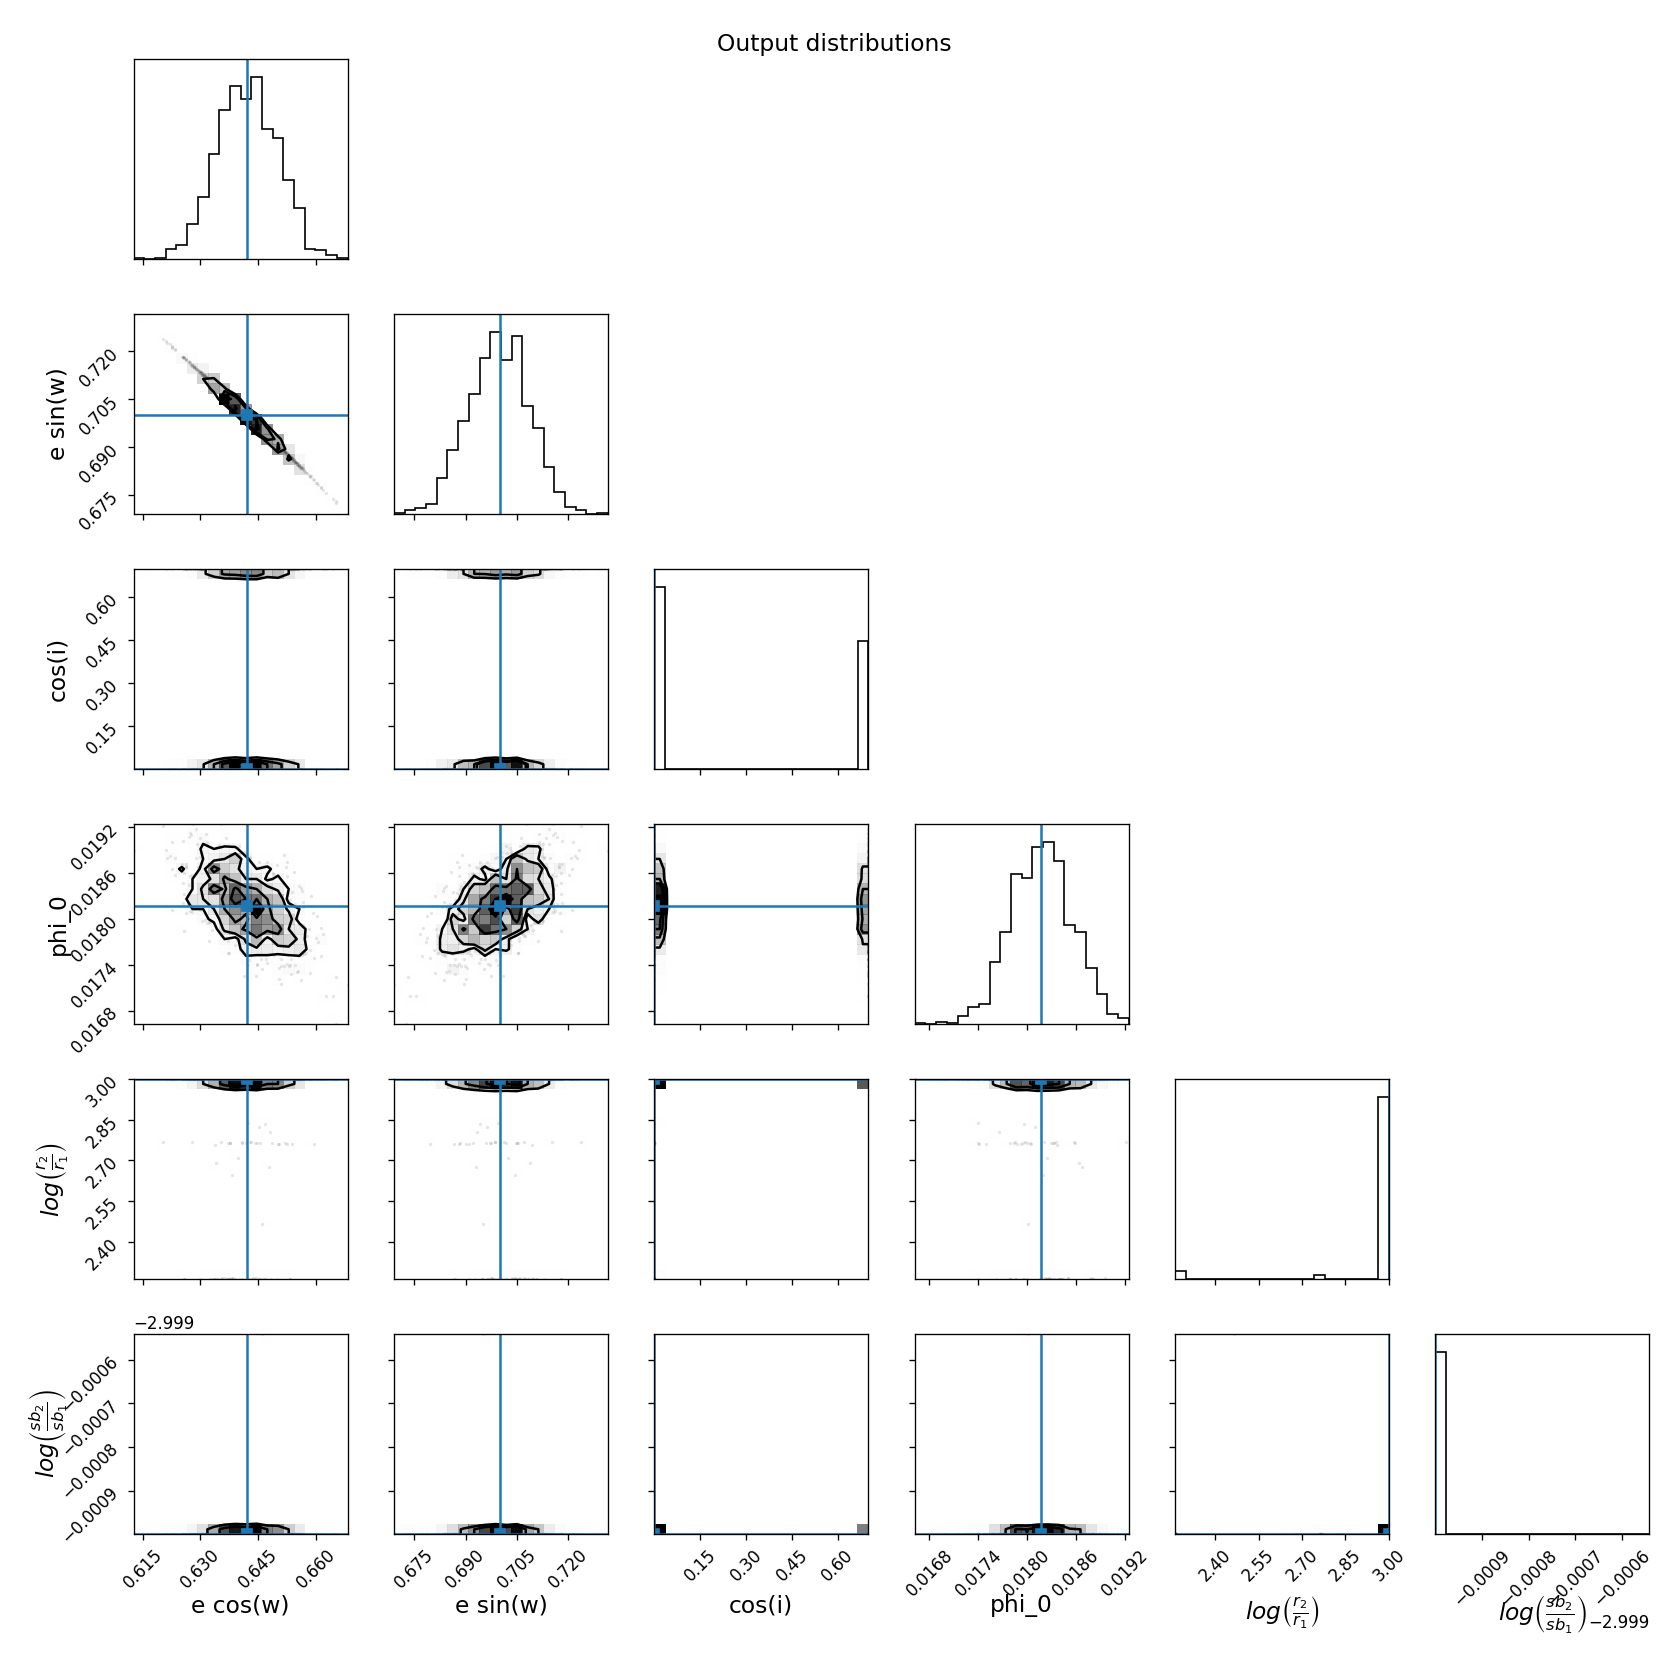 Output distributions
0.720
0.705
0.690
0.675
e sin(w)
0.60
0.45
0.30
0.15
cos(i)
0.0192
0.0186
0.0180
0.0174
0.0168
phi_0
3.00
2.85
2.70
2.55
2.40
log(r₂/r₁)
−2.999
−0.0006
−0.0007
−0.0008
−0.0009
log(sb₂/sb₁)
0.615 0.630 0.645 0.660
0.675 0.690 0.705 0.720
0.15 0.30 0.45 0.60
0.0168 0.0174 0.0180 0.0186 0.0192
2.40 2.55 2.70 2.85 3.00
−0.0009 −0.0008 −0.0007 −0.0006
e cos(w) e sin(w) cos(i) phi_0 log(r₂/r₁) log(sb₂/sb₁) −2.999